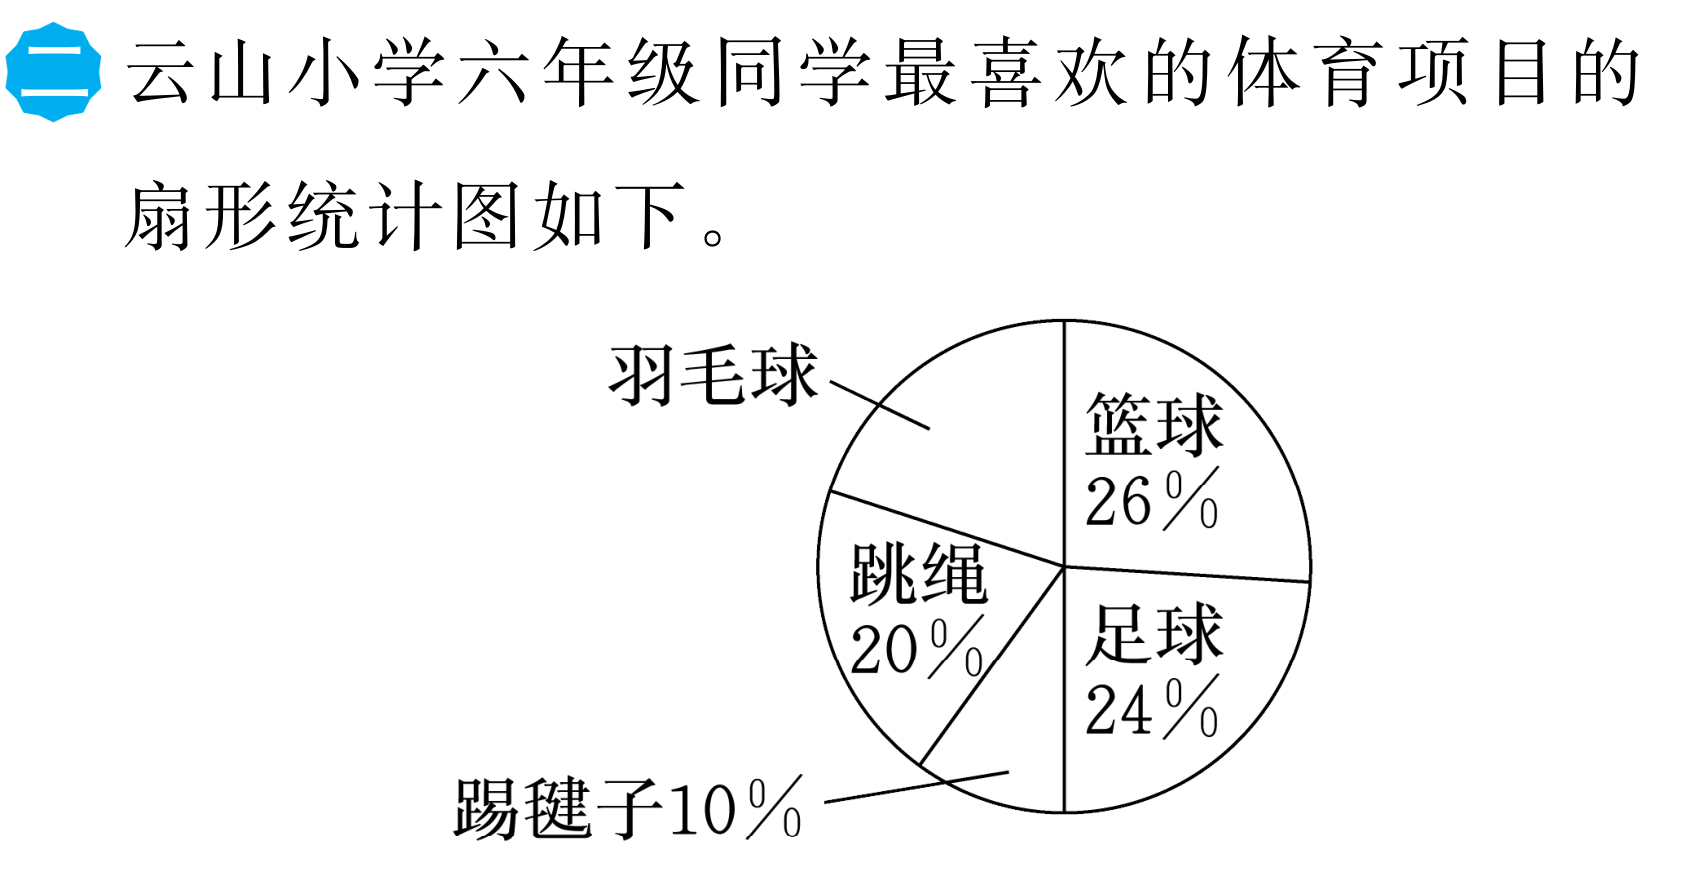 二 云山小学六年级同学最喜欢的体育项目的
扇形统计图如下。
羽毛球
篮球
26%
跳绳
20%
足球
24%
踢毽子10%